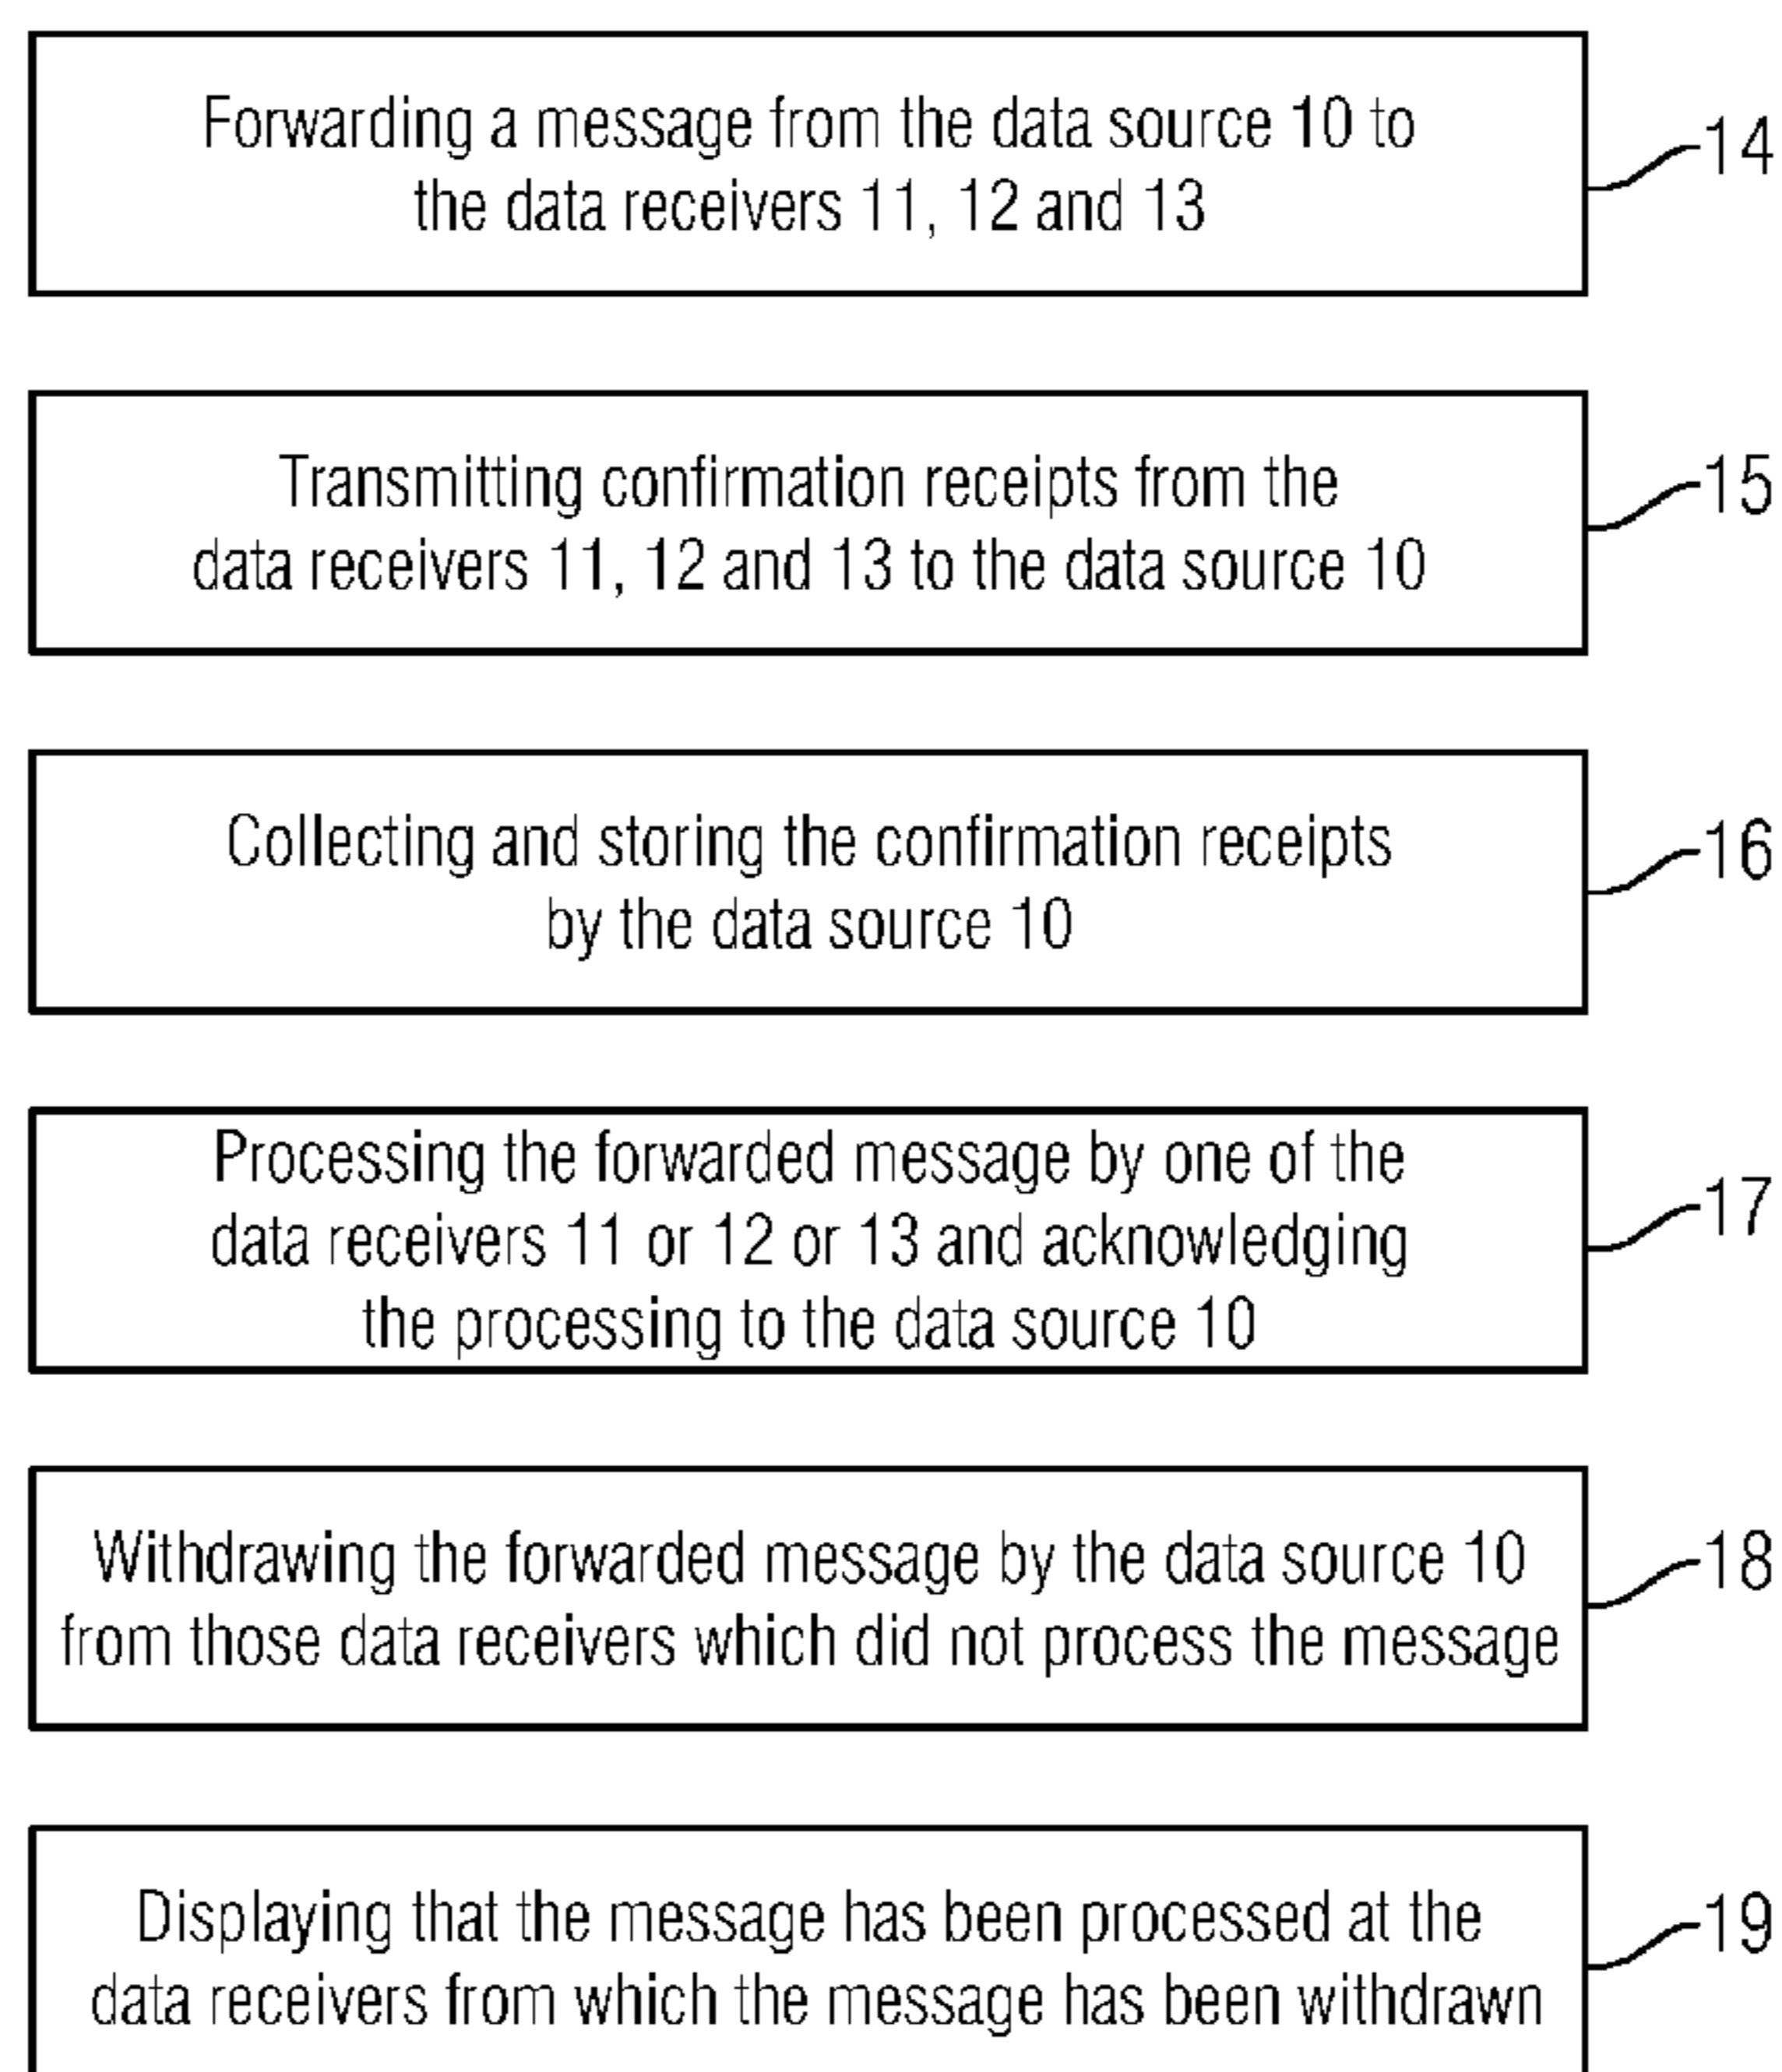 Forwarding a message from the data source 10 to
the data receivers 11, 12 and 13
14
Transmitting confirmation receipts from the
data receivers 11, 12 and 13 to the data source 10
15
Collecting and storing the confirmation receipts
by the data source 10
16
Processing the forwarded message by one of the
data receivers 11 or 12 or 13 and acknowledging
the processing to the data source 10
17
Withdrawing the forwarded message by the data source 10
from those data receivers which did not process the message
18
Displaying that the message has been processed at the
data receivers from which the message has been withdrawn
19